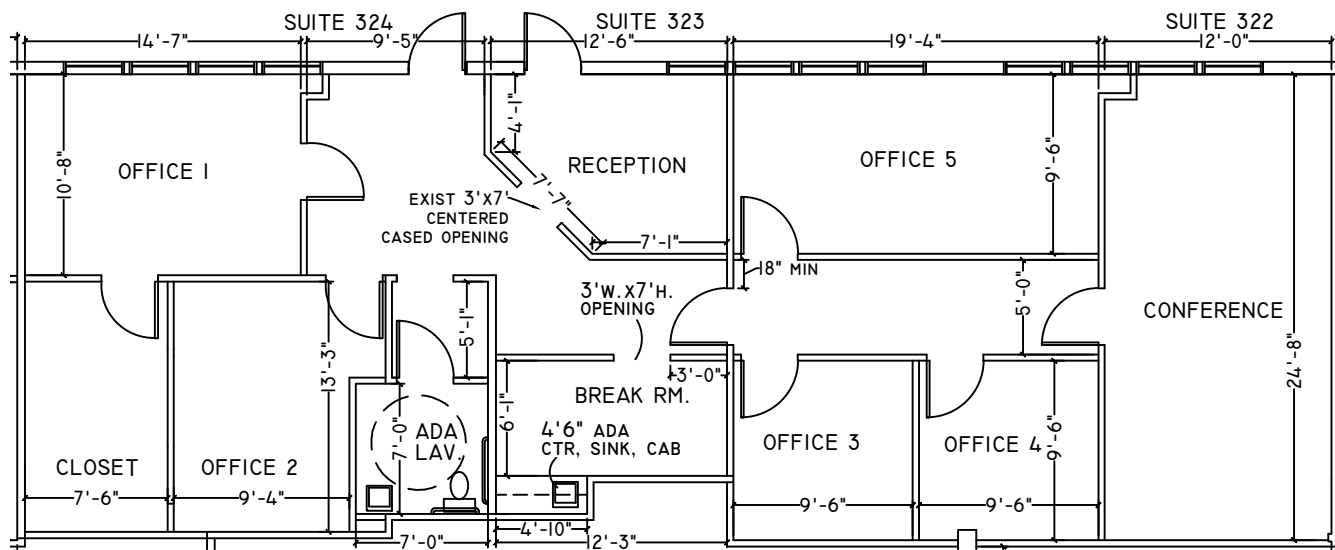 SUITE 324
SUITE 323
SUITE 322
14'-7"
9'-5"
12'-6"
19'-4"
12'-0"
10'-8"
OFFICE 1
4'-1"
RECEPTION
OFFICE 5
9'-6"
7'-7"
EXIST 3'X7'
CENTERED
CASED OPENING
7'-1"
18" MIN
3'W.X7'H.
OPENING
5'-0"
CONFERENCE
24'-8"
5'-1"
13'-3"
3'-0"
BREAK RM.
6'-1"
4'6" ADA
CTR, SINK, CAB
ADA
LAV.
7'-0"
CLOSET
OFFICE 2
OFFICE 3
OFFICE 4
9'-6"
7'-6"
9'-4"
9'-6"
9'-6"
4'-10"
7'-0"
12'-3"